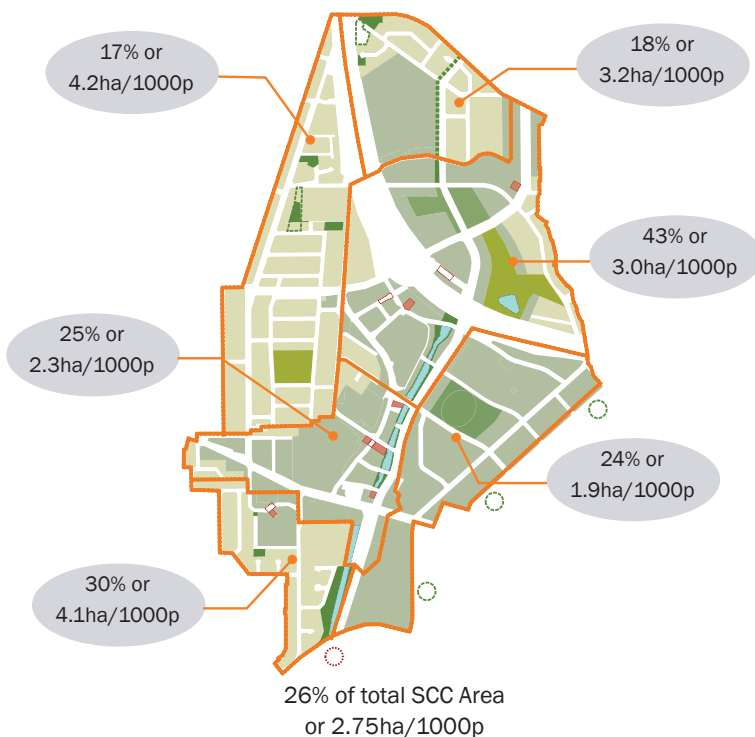 17% or
4.2ha/1000p
18% or
3.2ha/1000p
43% or
3.0ha/1000p
25% or
2.3ha/1000p
24% or
1.9ha/1000p
30% or
4.1ha/1000p
26% of total SCC Area
or 2.75ha/1000p